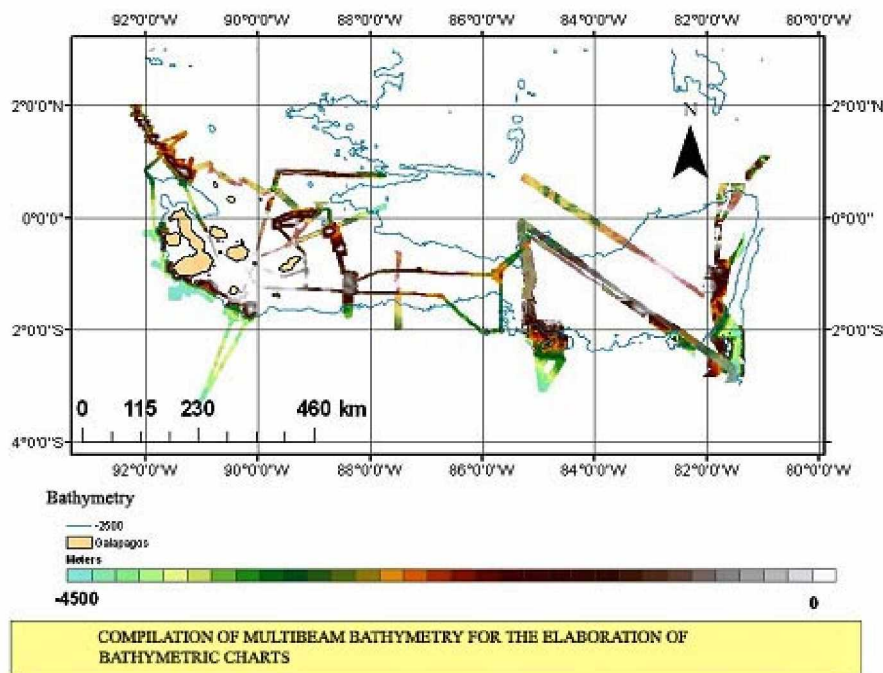 92°0'0"W 90°0'0"W 88°0'0"W 86°0'0"W 84°0'0"W 82°0'0"W 80°0'0"W
2°0'0"N 2°0'0"N
N
0°0'0" 0°0'0"
2°0'0"S 2°0'0"S
0 115 230 460 km
4°0'0"S 4°0'0"S
92°0'0"W 90°0'0"W 88°0'0"W 86°0'0"W 84°0'0"W 82°0'0"W 80°0'0"W
Bathymetry
-2500
Galapagos
Meters
-4500 0
COMPILATION OF MULTIBEAM BATHYMETRY FOR THE ELABORATION OF
BATHYMETRIC CHARTS